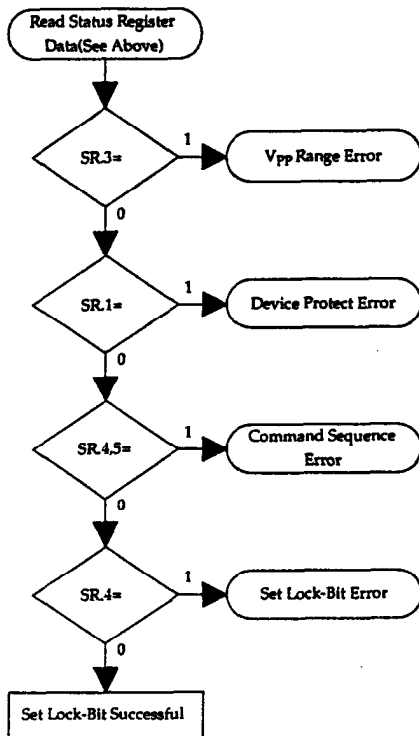 Read Status Register
Data(See Above)
SR.3=
1
VPP Range Error
0
SR.1=
1
Device Protect Error
0
SR.4,5=
1
Command Sequence
Error
0
SR.4=
1
Set Lock-Bit Error
0
Set Lock-Bit Successful